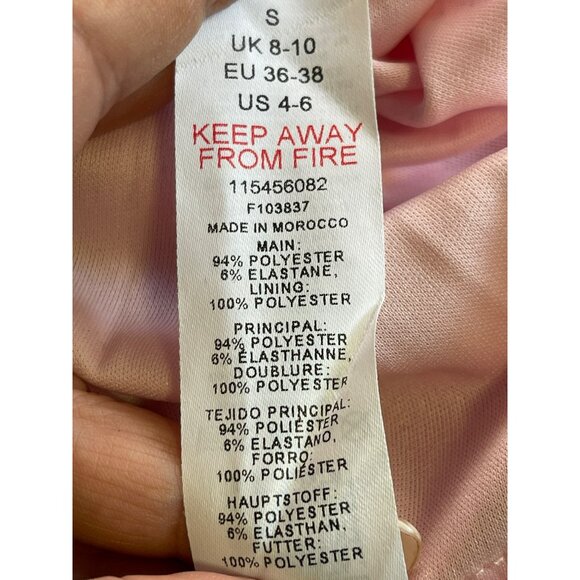 S
UK 8-10
EU 36-38
US 4-6
KEEP AWAY
FROM FIRE
115456082
F103837
MADE IN MOROCCO
MAIN:
94% POLYESTER
6% ELASTANE,
LINING:
100% POLYESTER
PRINCIPAL:
94% POLYESTER
6% ÉLASTHANNE,
DOUBLURE:
100% POLYESTER
TEJIDO PRINCIPAL:
94% POLIÉSTER
6% ELASTANO,
FORRO:
100% POLIÉSTER
HAUPTSTOFF:
94% POLYESTER
6% ELASTHAN,
FUTTER:
100% POLYESTER